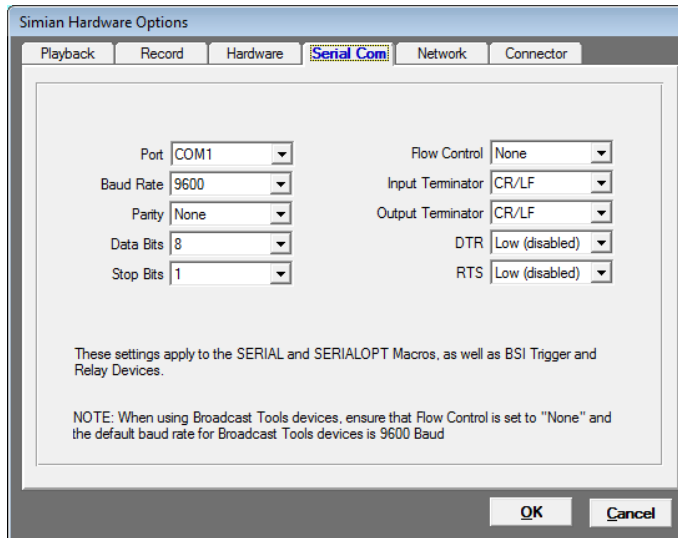 Simian Hardware Options
Playback Record Hardware Serial Com Network Connector
Port COM1 Flow Control None
Baud Rate 9600 Input Terminator CR/LF
Parity None Output Terminator CR/LF
Data Bits 8 DTR Low (disabled)
Stop Bits 1 RTS Low (disabled)
These settings apply to the SERIAL and SERIALOPT Macros, as well as BSI Trigger and
Relay Devices.
NOTE: When using Broadcast Tools devices, ensure that Flow Control is set to "None" and
the default baud rate for Broadcast Tools devices is 9600 Baud
OK Cancel